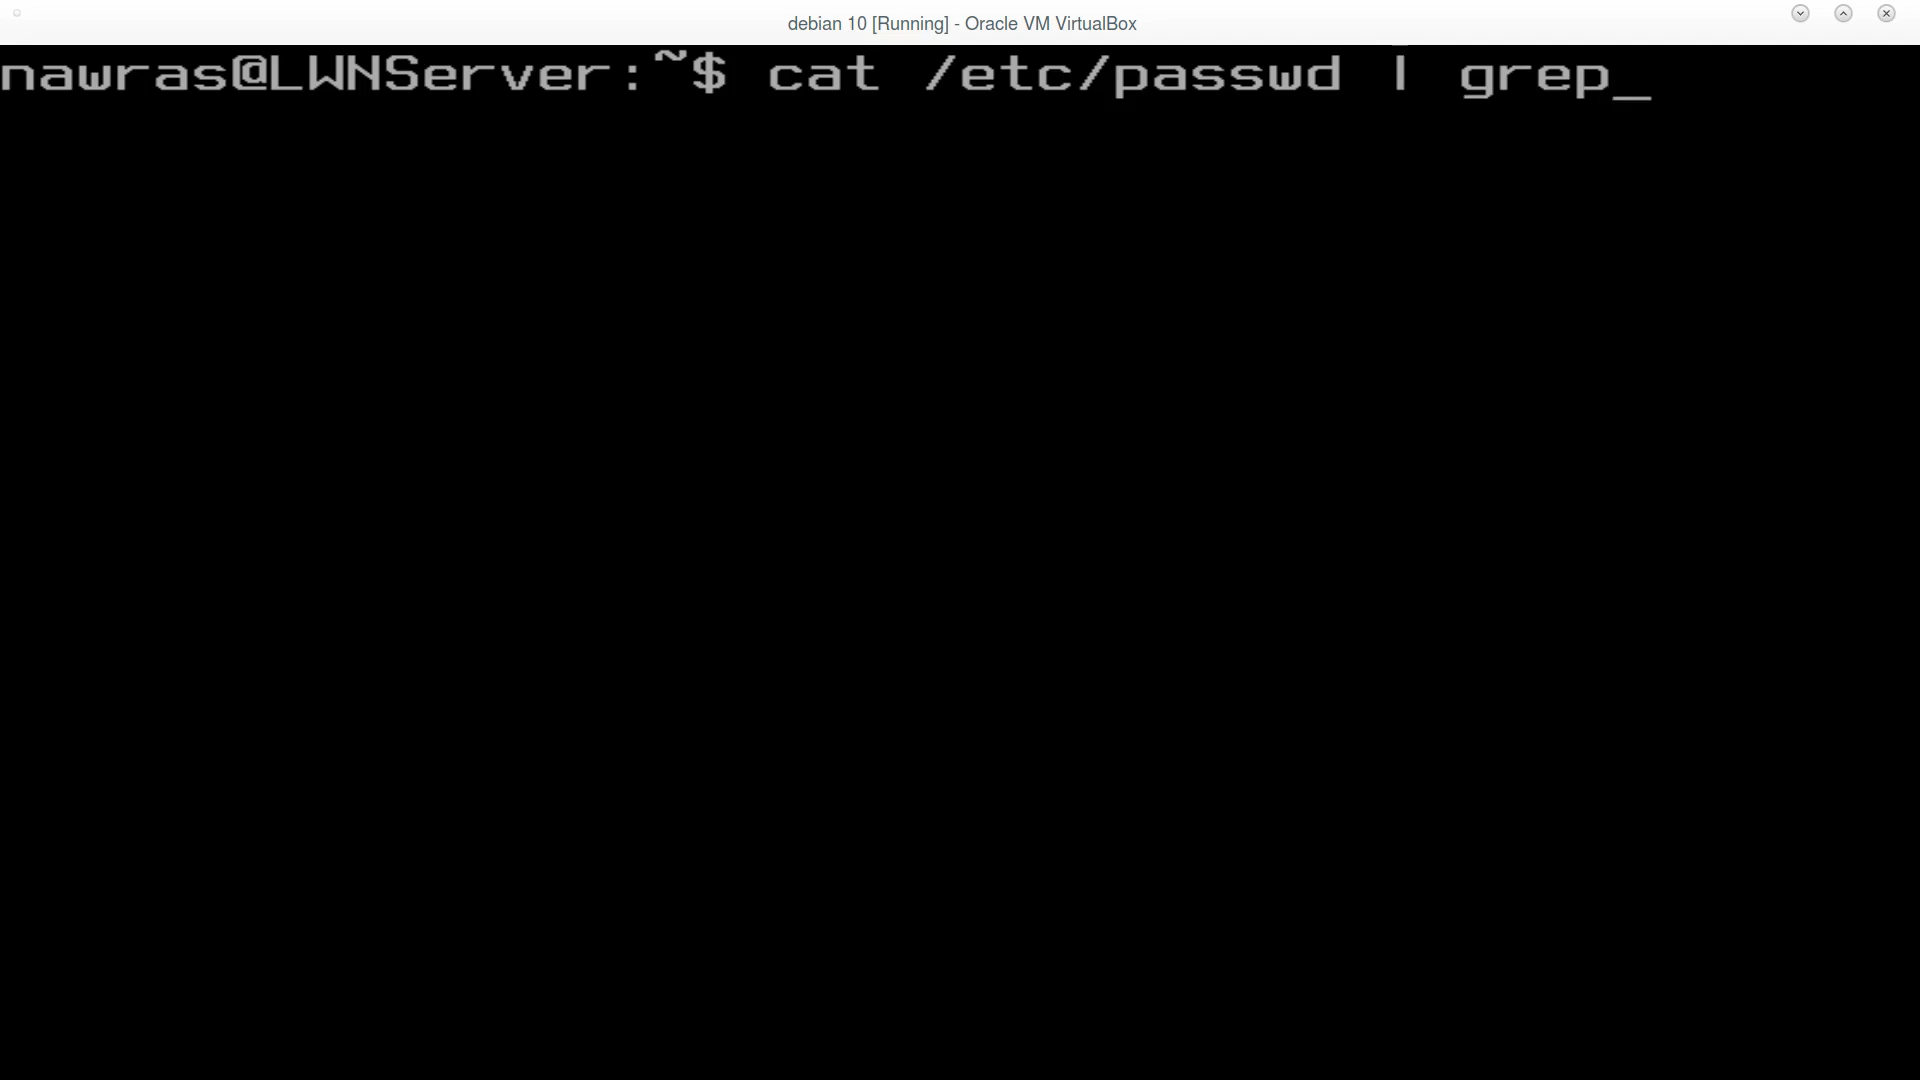 debian 10 [Running] - Oracle VM VirtualBox
nawras@LWNServer:~$ cat /etc/passwd | grep_